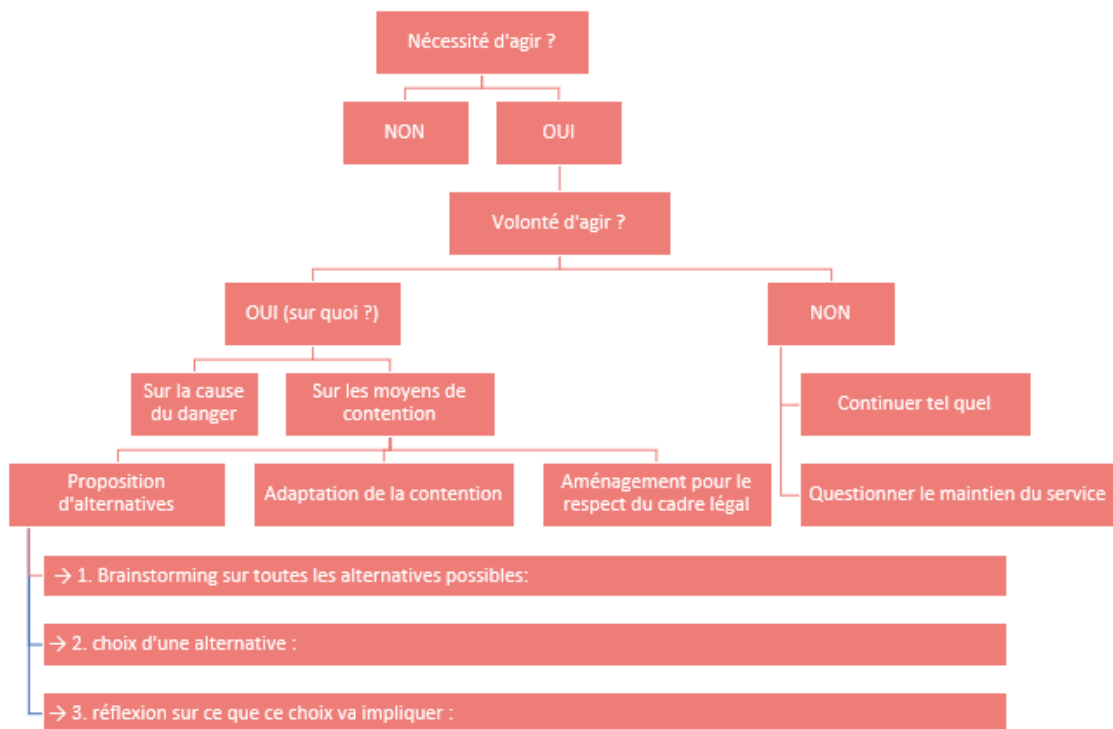 Nécessité d'agir ?
NON
OUI
Volonté d'agir ?
OUI (sur quoi ?)
NON
Sur la cause
du danger
Sur les moyens de
contention
Continuer tel quel
Proposition
d'alternatives
Adaptation de la contention
Aménagement pour le
respect du cadre légal
Questionner le maintien du service
→ 1. Brainstorming sur toutes les alternatives possibles:
→ 2. choix d'une alternative :
→ 3. réflexion sur ce que ce choix va impliquer :